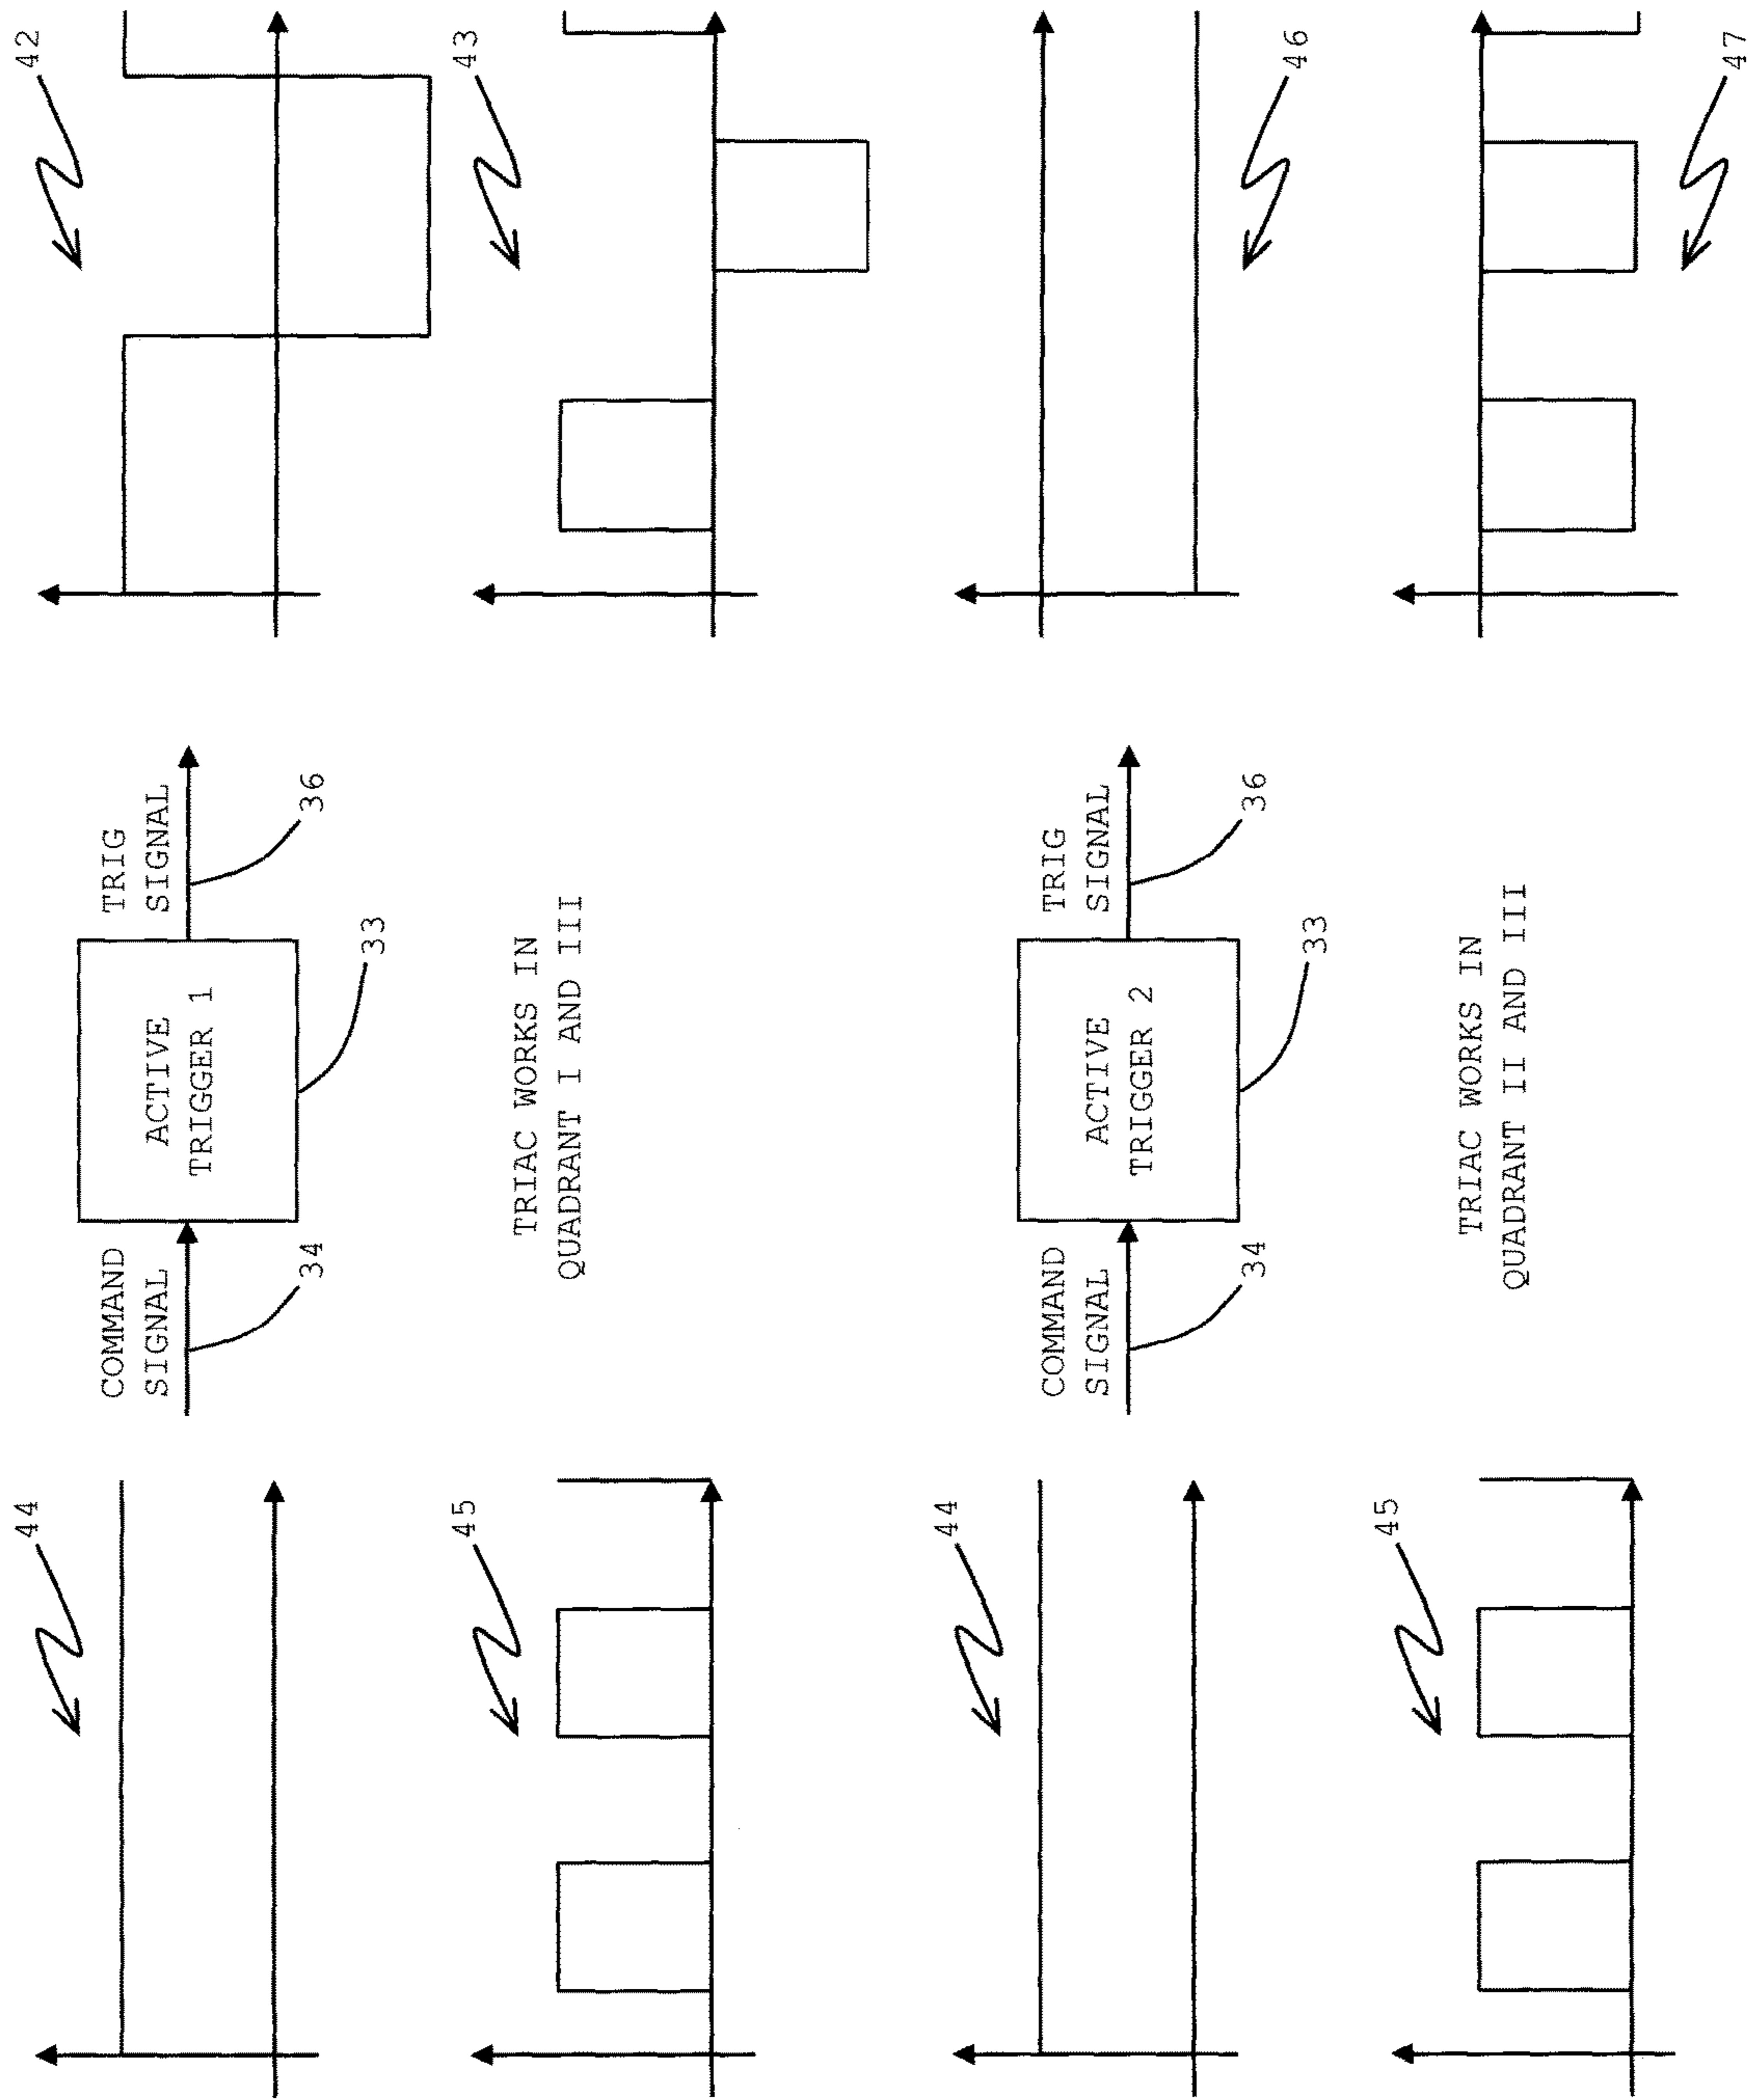 44
COMMAND
SIGNAL
34
ACTIVE
TRIGGER 1
33
TRIG
SIGNAL
36
42
45
TRIAC WORKS IN
QUADRANT I AND III
43
44
COMMAND
SIGNAL
34
ACTIVE
TRIGGER 2
33
TRIG
SIGNAL
36
46
45
TRIAC WORKS IN
QUADRANT II AND III
47